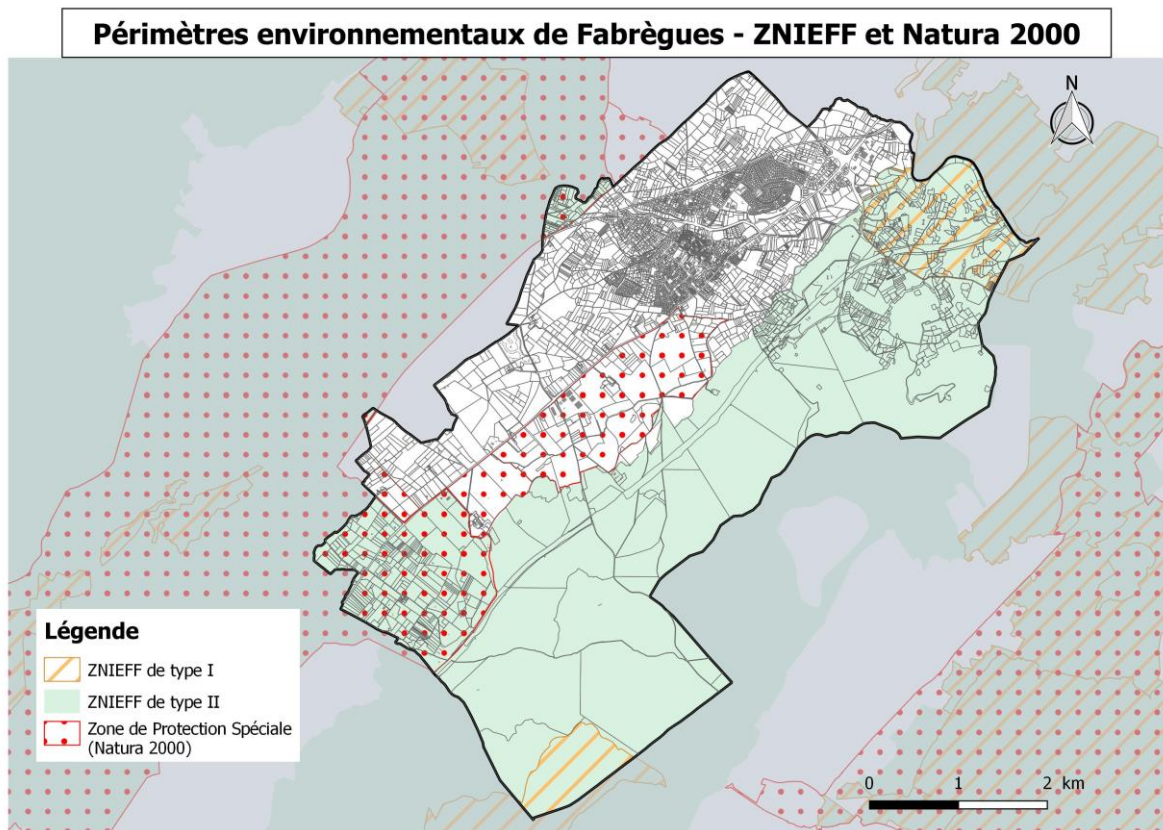 Périmètres environnementaux de Fabrègues - ZNIEFF et Natura 2000
N
Légende
ZNIEFF de type I
ZNIEFF de type II
Zone de Protection Spéciale
(Natura 2000)
0 1 2 km